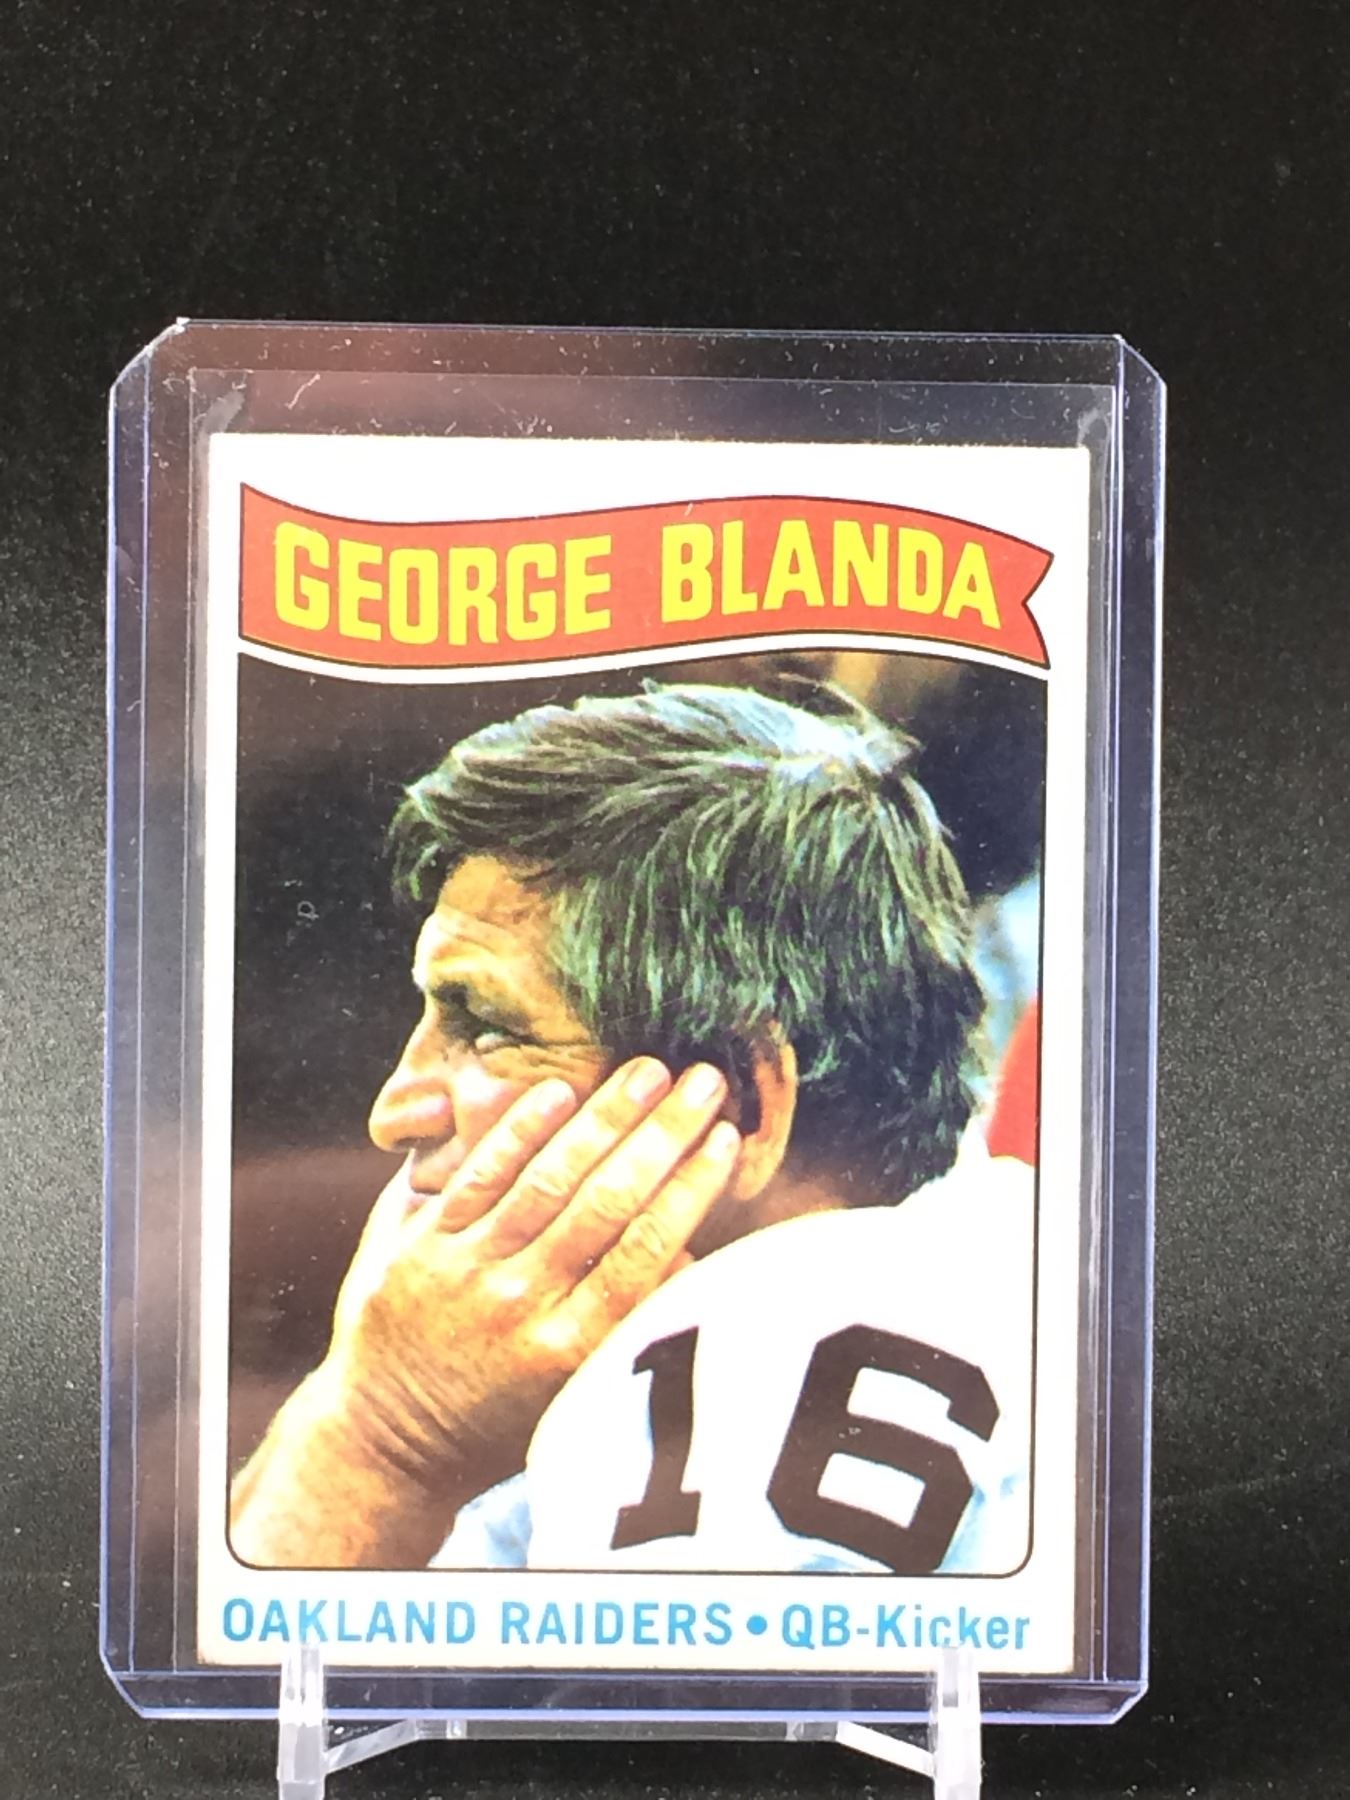 GEORGE BLANDA
16
OAKLAND RAIDERS • QB-Kicker